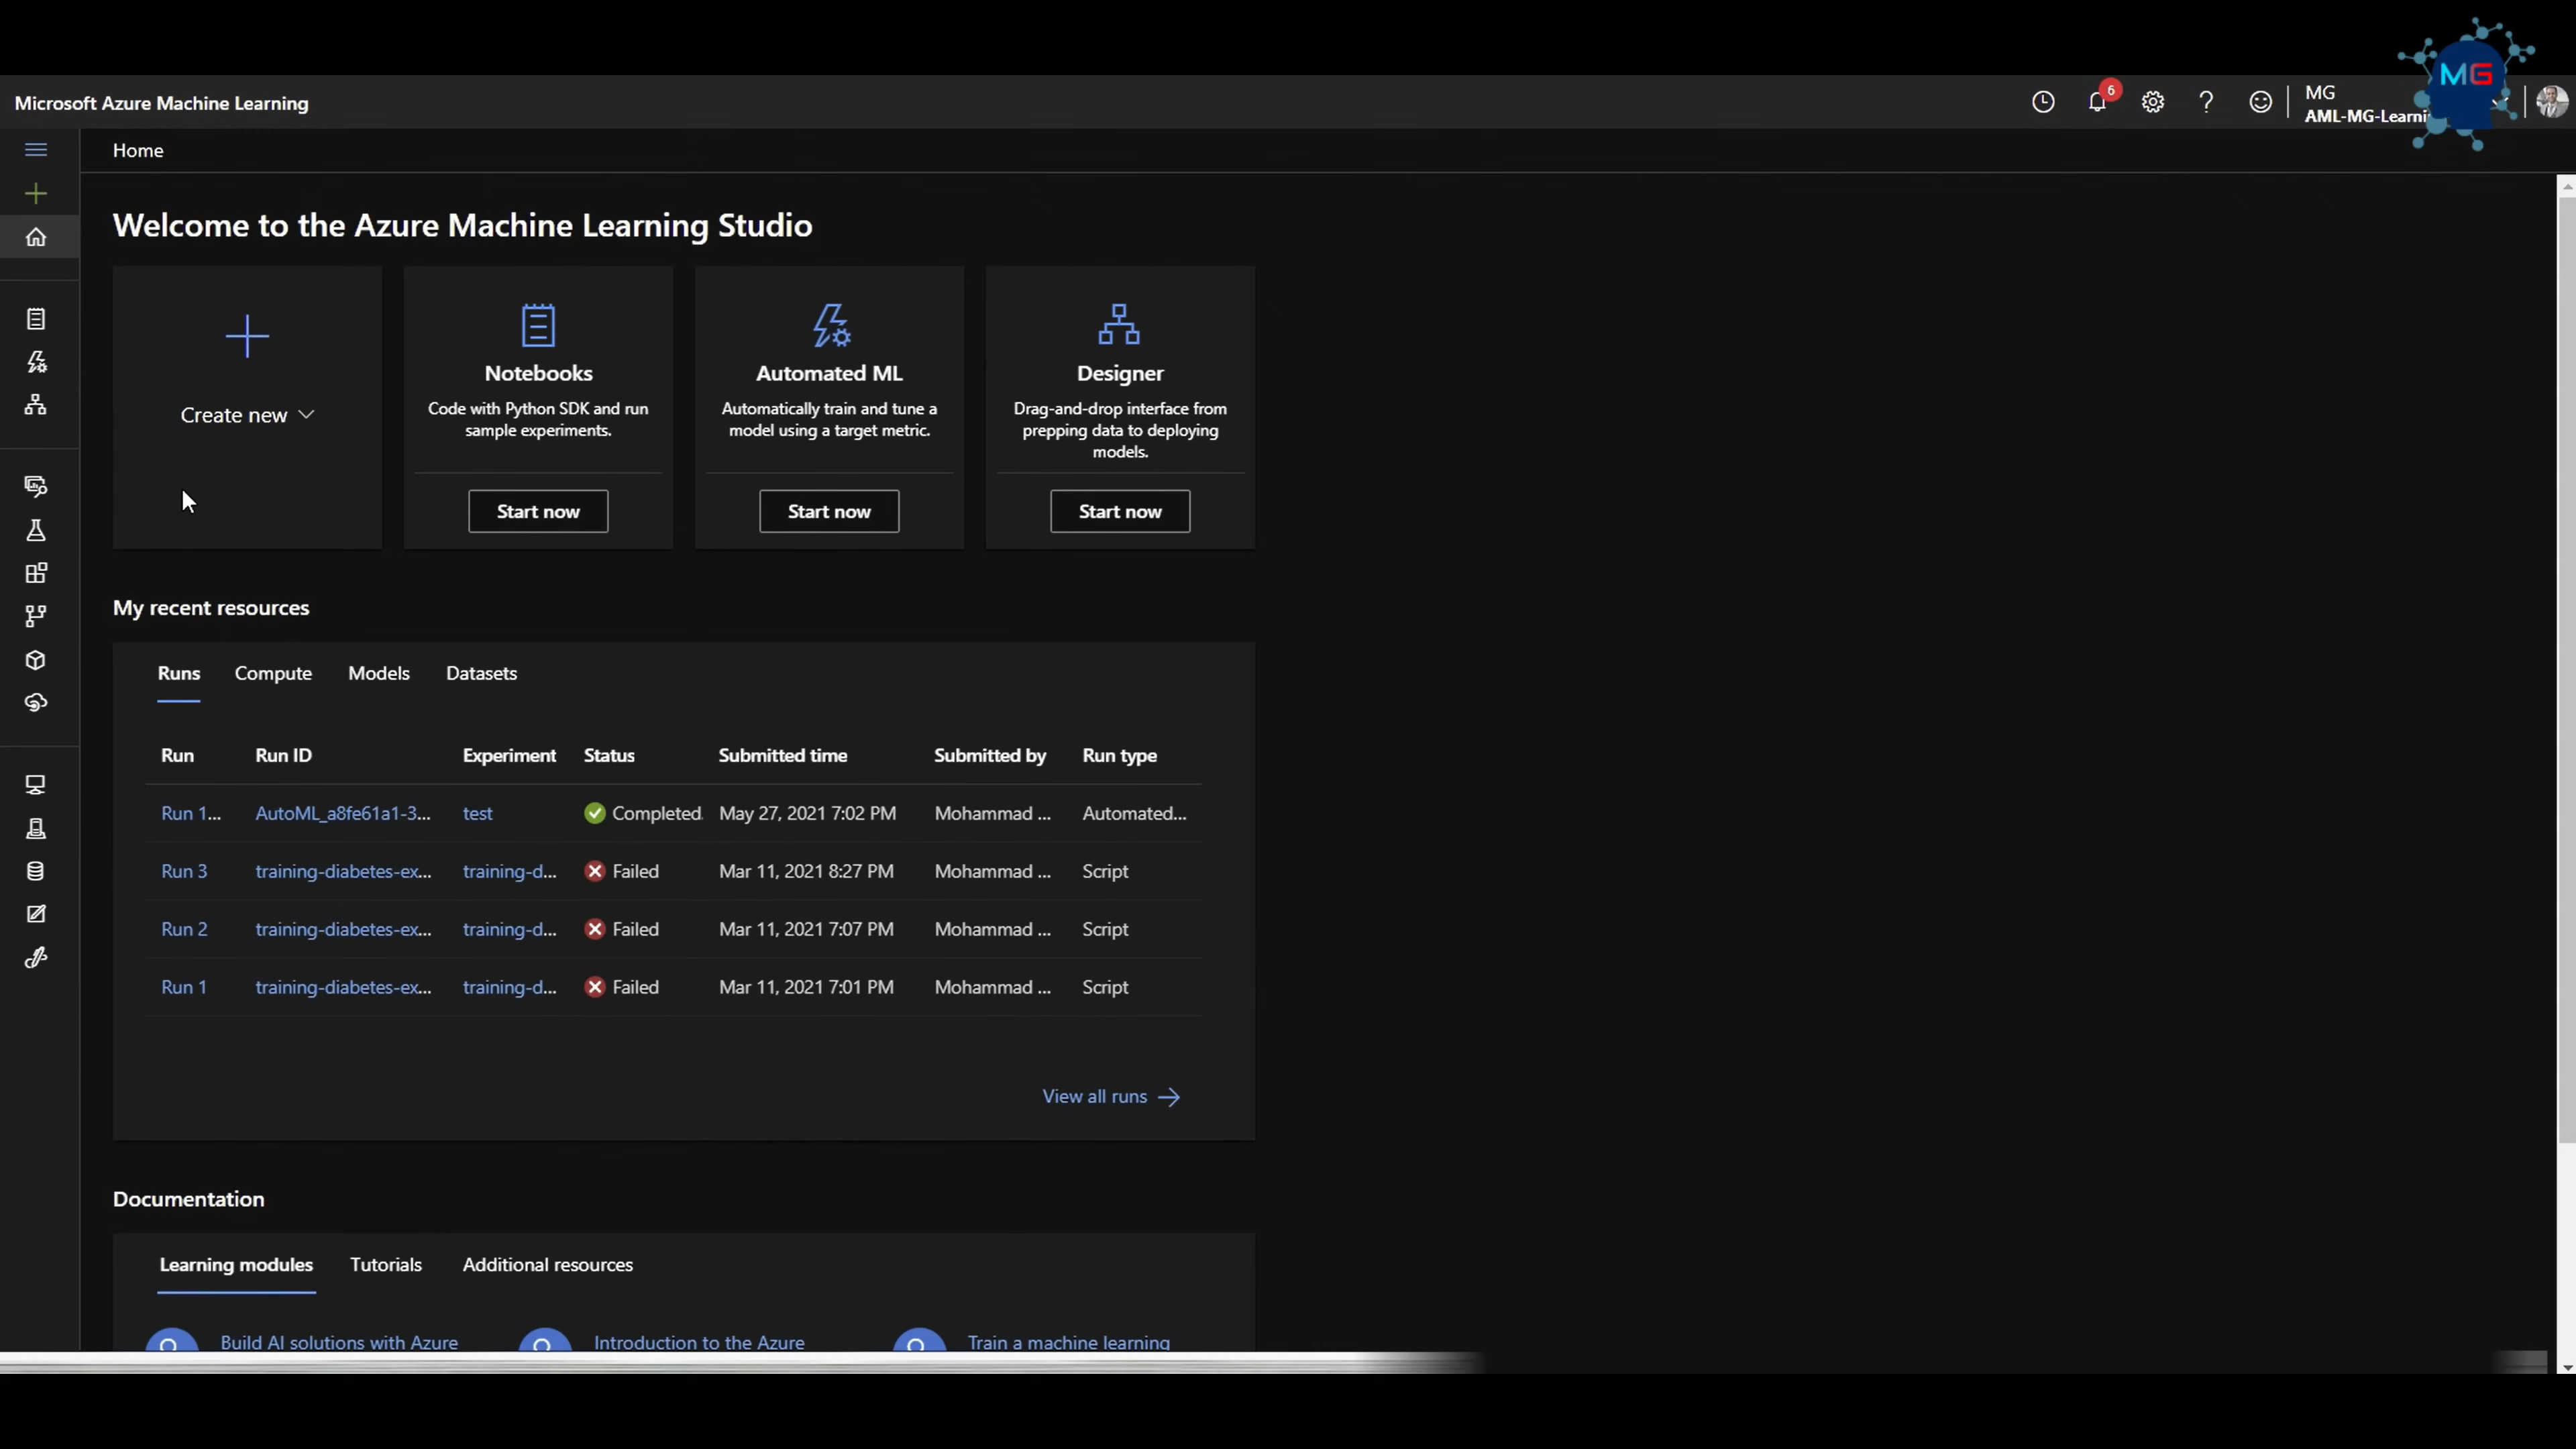 MG
Microsoft Azure Machine Learning
6
MG
AML-MG-Learni
Home
Welcome to the Azure Machine Learning Studio
Create new
Notebooks
Code with Python SDK and run
sample experiments.
Start now
Automated ML
Automatically train and tune a
model using a target metric.
Start now
Designer
Drag-and-drop interface from
prepping data to deploying
models.
Start now
My recent resources
Runs Compute Models Datasets
Run Run ID Experiment Status Submitted time Submitted by Run type
Run 1... AutoML_a8fe61a1-3... test Completed. May 27, 2021 7:02 PM Mohammad ... Automated...
Run 3 training-diabetes-ex... training-d... Failed Mar 11, 2021 8:27 PM Mohammad ... Script
Run 2 training-diabetes-ex... training-d... Failed Mar 11, 2021 7:07 PM Mohammad ... Script
Run 1 training-diabetes-ex... training-d... Failed Mar 11, 2021 7:01 PM Mohammad ... Script
View all runs
Documentation
Learning modules Tutorials Additional resources
Build AI solutions with Azure Introduction to the Azure Train a machine learning